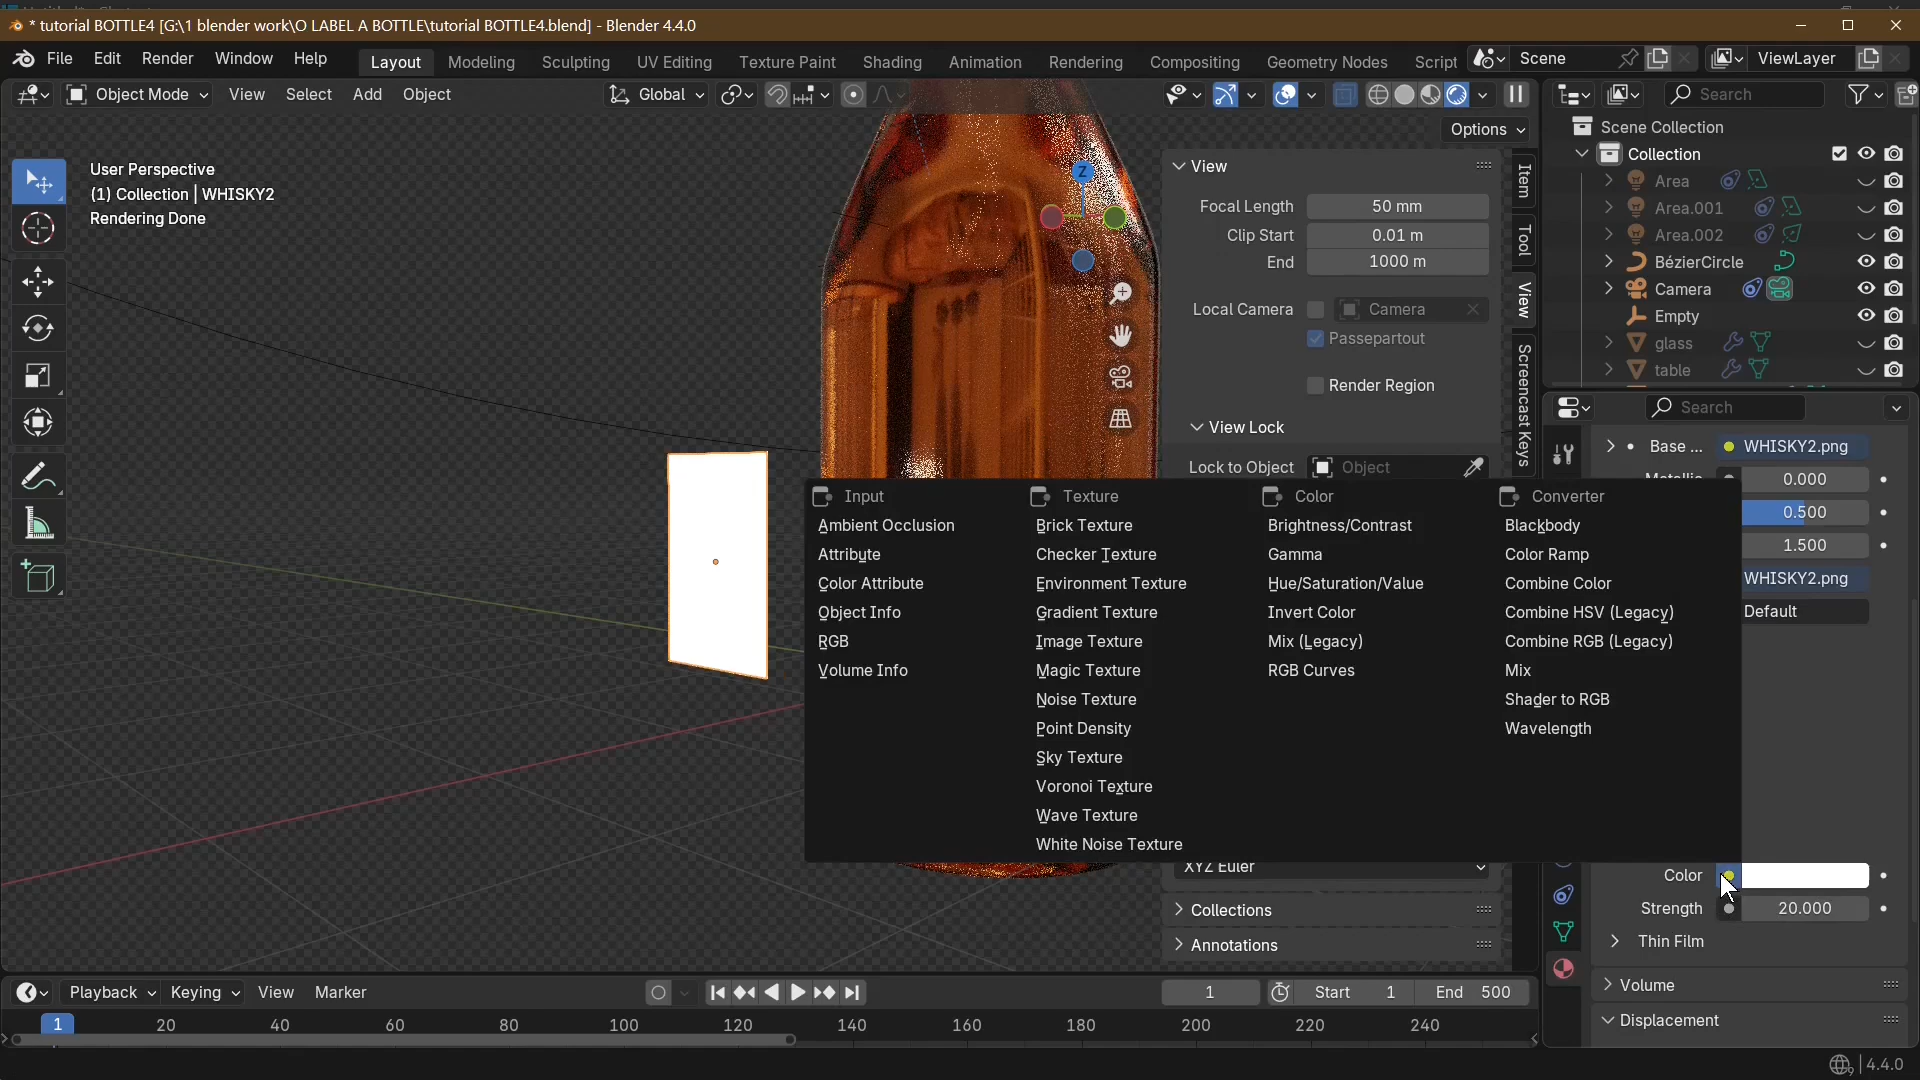 * tutorial BOTTLE4 [G:\1 blender work\O LABEL A BOTTLE\tutorial BOTTLE4.blend] - Blender 4.4.0
File Edit Render Window Help
Layout Modeling Sculpting UV Editing Texture Paint Shading Animation Rendering Compositing Geometry Nodes Script
Scene
ViewLayer
Object Mode View Select Add Object
Global
Options
User Perspective
(1) Collection | WHISKY2
Rendering Done
Z
View
Focal Length 50 mm
Clip Start 0.01 m
End 1000 m
Local Camera Camera
Passepartout
Render Region
View Lock
Lock to Object Object
Item
Tool
View
Screencast Keys
Search
Scene Collection
Collection
Area
Area.001
Area.002
BézierCircle
Camera
Empty
glass
table
Search
Base ... WHISKY2.png
0.000
0.500
1.500
WHISKY2.png
Default
Input
Ambient Occlusion
Attribute
Color Attribute
Object Info
RGB
Volume Info
Texture
Brick Texture
Checker Texture
Environment Texture
Gradient Texture
Image Texture
Magic Texture
Noise Texture
Point Density
Sky Texture
Voronoi Texture
Wave Texture
White Noise Texture
Color
Brightness/Contrast
Gamma
Hue/Saturation/Value
Invert Color
Mix (Legacy)
RGB Curves
Converter
Blackbody
Color Ramp
Combine Color
Combine HSV (Legacy)
Combine RGB (Legacy)
Mix
Shader to RGB
Wavelength
XYZ Euler
Collections
Annotations
Color
Strength 20.000
Thin Film
Volume
Displacement
Playback Keying View Marker
1
Start 1
End 500
1 20 40 60 80 100 120 140 160 180 200 220 240
4.4.0